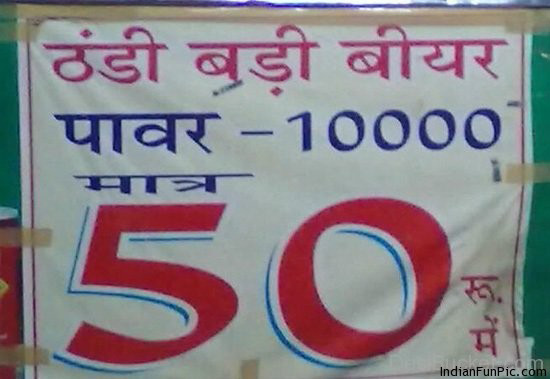 ठंडी बड़ी बीयर
पावर - 10000
मात्र
50 रू. में
IndianFunPic.com